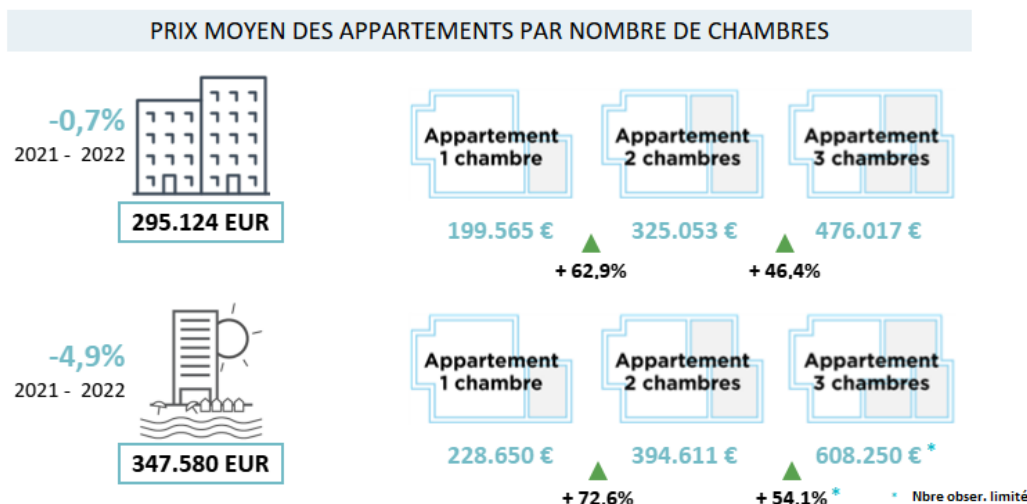 PRIX MOYEN DES APPARTEMENTS PAR NOMBRE DE CHAMBRES
-0,7%
2021 - 2022
295.124 EUR
Appartement
1 chambre
Appartement
2 chambres
Appartement
3 chambres
199.565 €
325.053 €
476.017 €
+ 62,9%
+ 46,4%
-4,9%
2021 - 2022
347.580 EUR
Appartement
1 chambre
Appartement
2 chambres
Appartement
3 chambres
228.650 €
394.611 €
608.250 € *
+ 72,6%
+ 54,1% *
* Nbre obser. limité